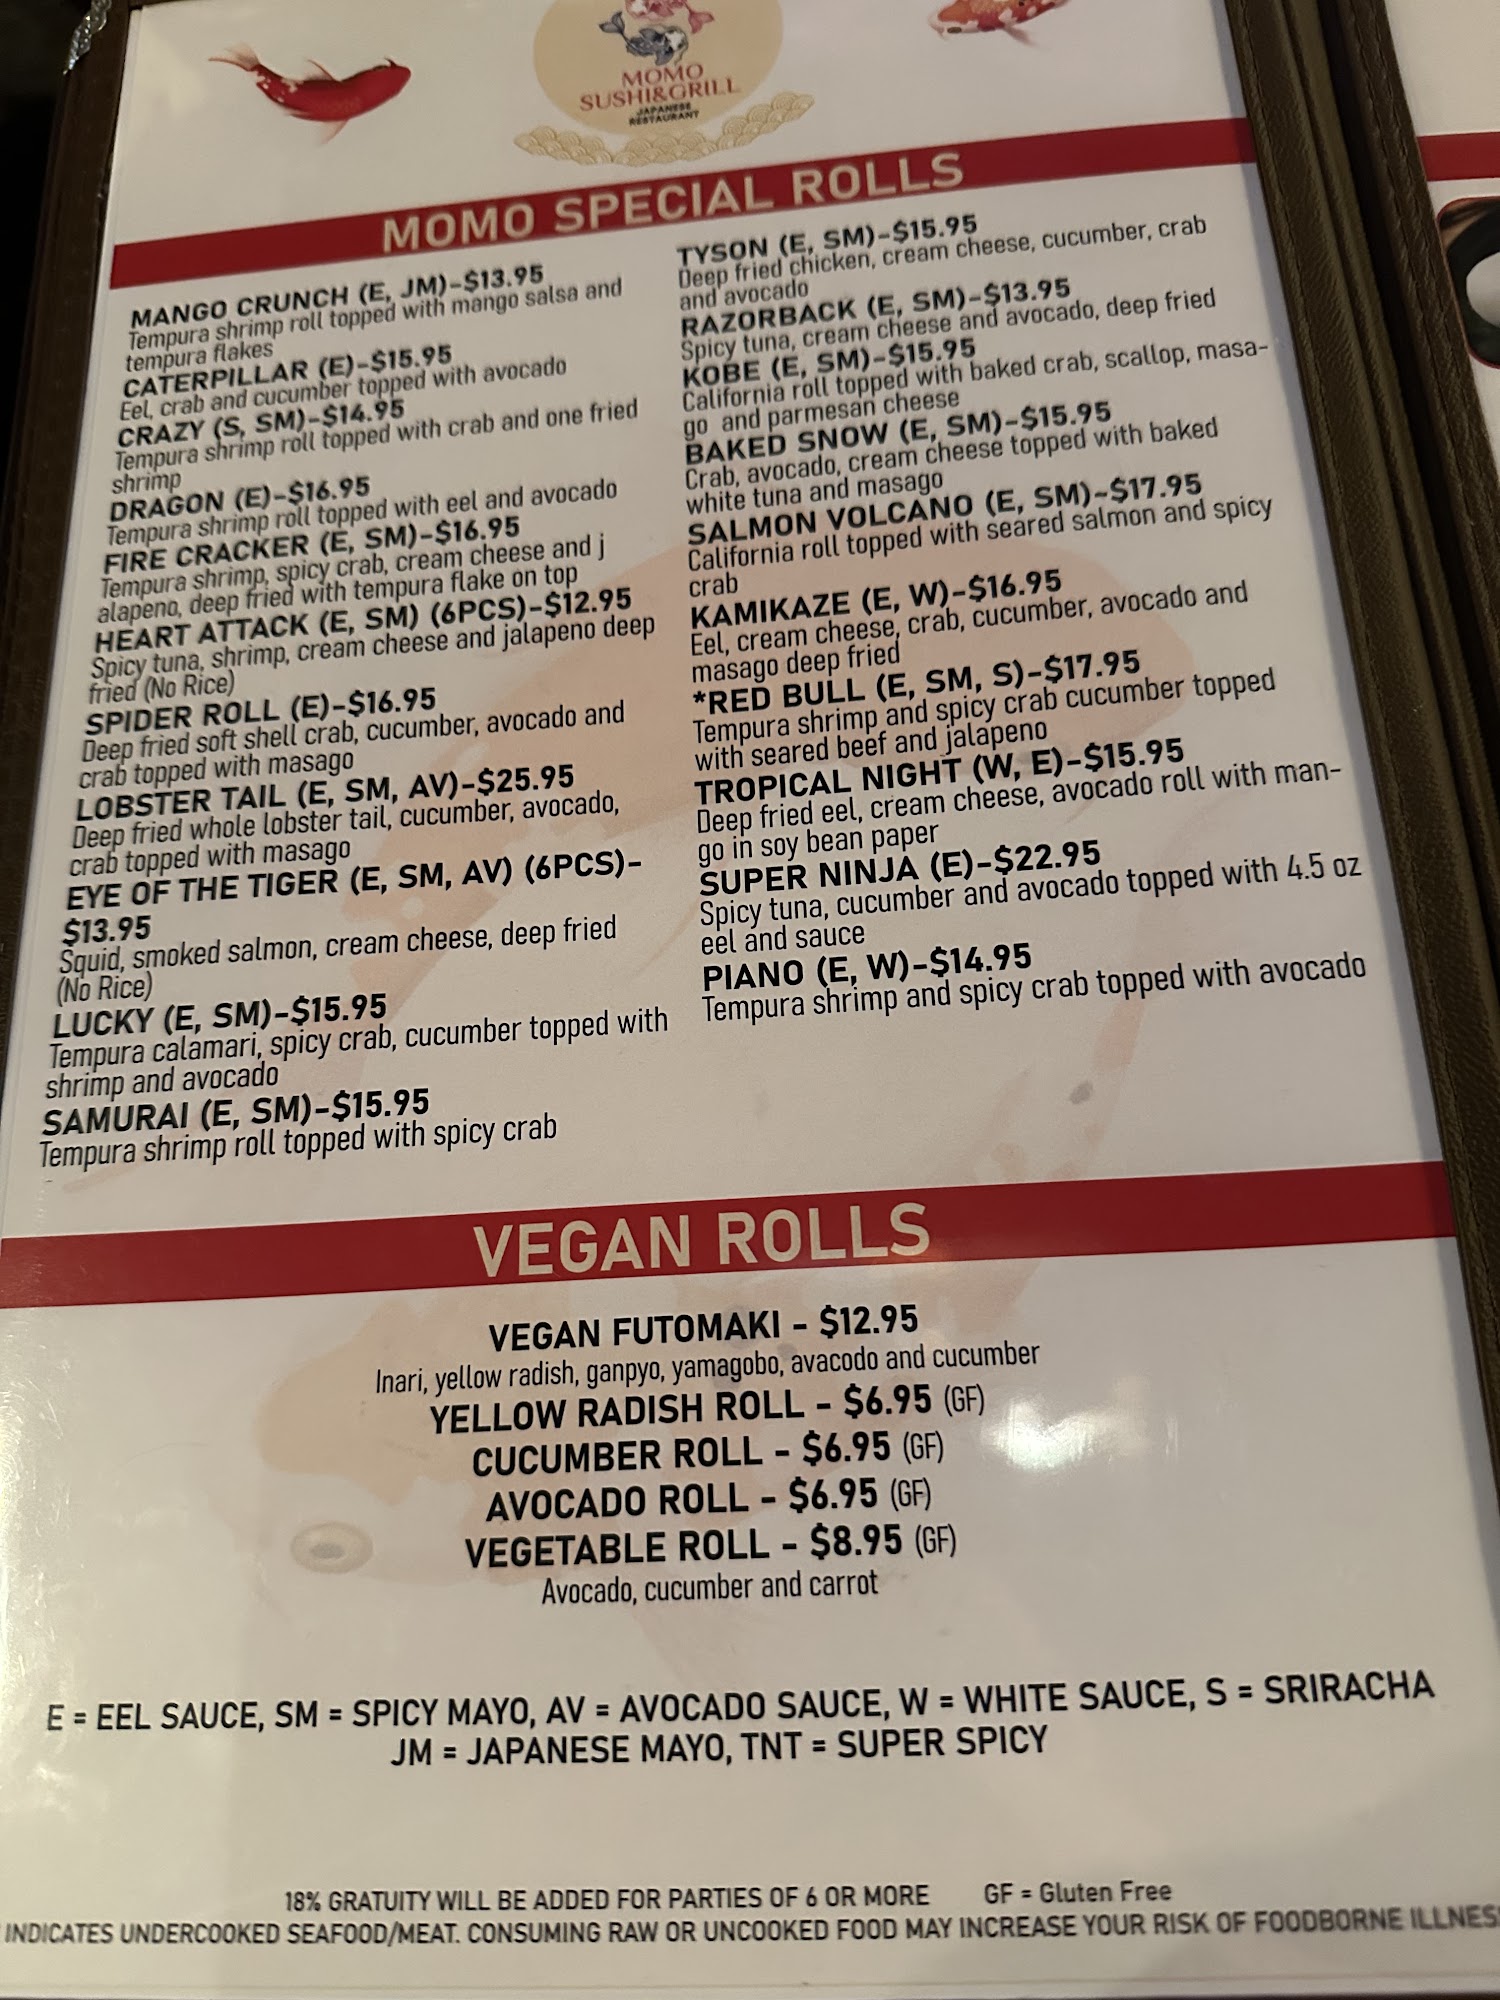 MOMO
SUSHI&GRILL
JAPANESE
RESTAURANT
MOMO SPECIAL ROLLS
MANGO CRUNCH (E, JM)-$13.95
Tempura shrimp roll topped with mango salsa and
tempura flakes
CATERPILLAR (E)-$15.95
Eel, crab and cucumber topped with avocado
CRAZY (S, SM)-$14.95
Tempura shrimp roll topped with crab and one fried
shrimp
DRAGON (E)-$16.95
Tempura shrimp roll topped with eel and avocado
FIRE CRACKER (E, SM)-$16.95
Tempura shrimp, spicy crab, cream cheese and j
alapeno, deep fried with tempura flake on top
HEART ATTACK (E, SM) (6PCS)-$12.95
Spicy tuna, shrimp, cream cheese and jalapeno deep
fried (No Rice)
SPIDER ROLL (E)-$16.95
Deep fried soft shell crab, cucumber, avocado and
crab topped with masago
LOBSTER TAIL (E, SM, AV)-$25.95
Deep fried whole lobster tail, cucumber, avocado,
crab topped with masago
EYE OF THE TIGER (E, SM, AV) (6PCS)-
$13.95
Squid, smoked salmon, cream cheese, deep fried
(No Rice)
LUCKY (E, SM)-$15.95
Tempura calamari, spicy crab, cucumber topped with
shrimp and avocado
SAMURAI (E, SM)-$15.95
Tempura shrimp roll topped with spicy crab
TYSON (E, SM)-$15.95
Deep fried chicken, cream cheese, cucumber, crab
and avocado
RAZORBACK (E, SM)-$13.95
Spicy tuna, cream cheese and avocado, deep fried
KOBE (E, SM)-$15.95
California roll topped with baked crab, scallop, masa-
go and parmesan cheese
BAKED SNOW (E, SM)-$15.95
Crab, avocado, cream cheese topped with baked
white tuna and masago
SALMON VOLCANO (E, SM)-$17.95
California roll topped with seared salmon and spicy
crab
KAMIKAZE (E, W)-$16.95
Eel, cream cheese, crab, cucumber, avocado and
masago deep fried
*RED BULL (E, SM, S)-$17.95
Tempura shrimp and spicy crab cucumber topped
with seared beef and jalapeno
TROPICAL NIGHT (W, E)-$15.95
Deep fried eel, cream cheese, avocado roll with man-
go in soy bean paper
SUPER NINJA (E)-$22.95
Spicy tuna, cucumber and avocado topped with 4.5 oz
eel and sauce
PIANO (E, W)-$14.95
Tempura shrimp and spicy crab topped with avocado
VEGAN ROLLS
VEGAN FUTOMAKI - $12.95
Inari, yellow radish, ganpyo, yamagobo, avacodo and cucumber
YELLOW RADISH ROLL - $6.95 (GF)
CUCUMBER ROLL - $6.95 (GF)
AVOCADO ROLL - $6.95 (GF)
VEGETABLE ROLL - $8.95 (GF)
Avocado, cucumber and carrot
E = EEL SAUCE, SM = SPICY MAYO, AV = AVOCADO SAUCE, W = WHITE SAUCE, S = SRIRACHA
JM = JAPANESE MAYO, TNT = SUPER SPICY
18% GRATUITY WILL BE ADDED FOR PARTIES OF 6 OR MORE GF = Gluten Free
INDICATES UNDERCOOKED SEAFOOD/MEAT. CONSUMING RAW OR UNCOOKED FOOD MAY INCREASE YOUR RISK OF FOODBORNE ILLNES